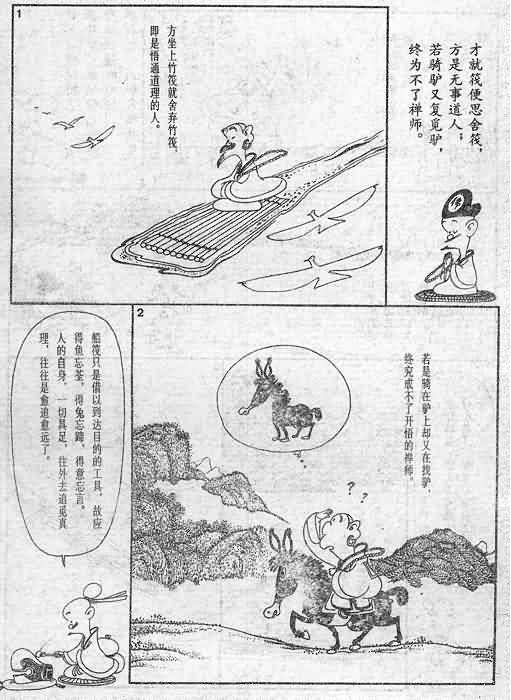 才就筏便思舍筏，
方是无事道人；
若骑驴又复觅驴，
终为不了禅师。
1
方坐上竹筏就舍弃竹筏，
即是悟通道理的人。
2
若是骑在驴上却又在找驴，
终究成不了开悟的禅师。
? ?
船筏只是借以到达目的的工具，故应
得鱼忘荃，得兔忘蹄，得意忘言。
人的自身，一切具足，往外去追觅真
理，往往是愈追愈远了。